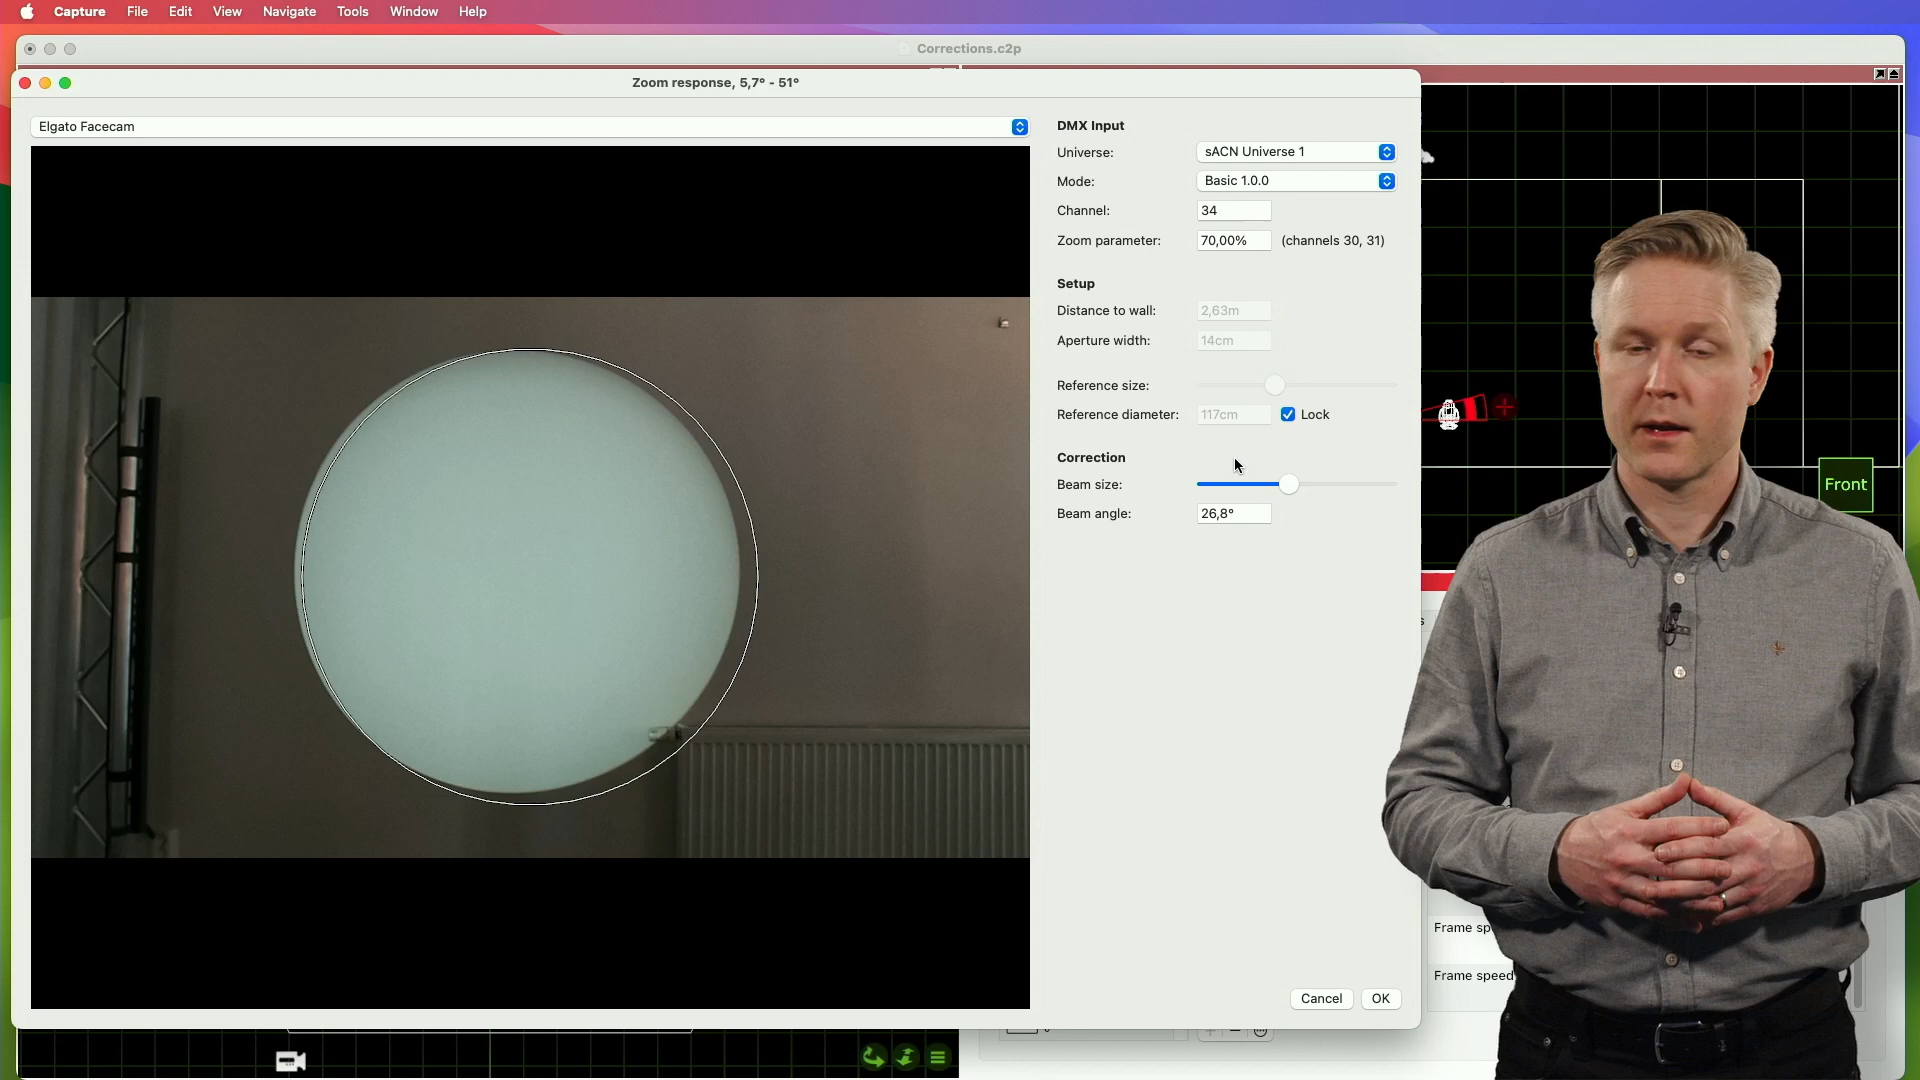 Capture File Edit View Navigate Tools Window Help
Corrections.c2p
Zoom response, 5,7° - 51°
Elgato Facecam
DMX Input
Universe: sACN Universe 1
Mode: Basic 1.0.0
Channel: 34
Zoom parameter: 70,00% (channels 30, 31)
Setup
Distance to wall: 2,63m
Aperture width: 14cm
Reference size:
Reference diameter: 117cm Lock
Correction
Beam size:
Beam angle: 26,8°
Front
Frame sp
Frame speed
Cancel OK